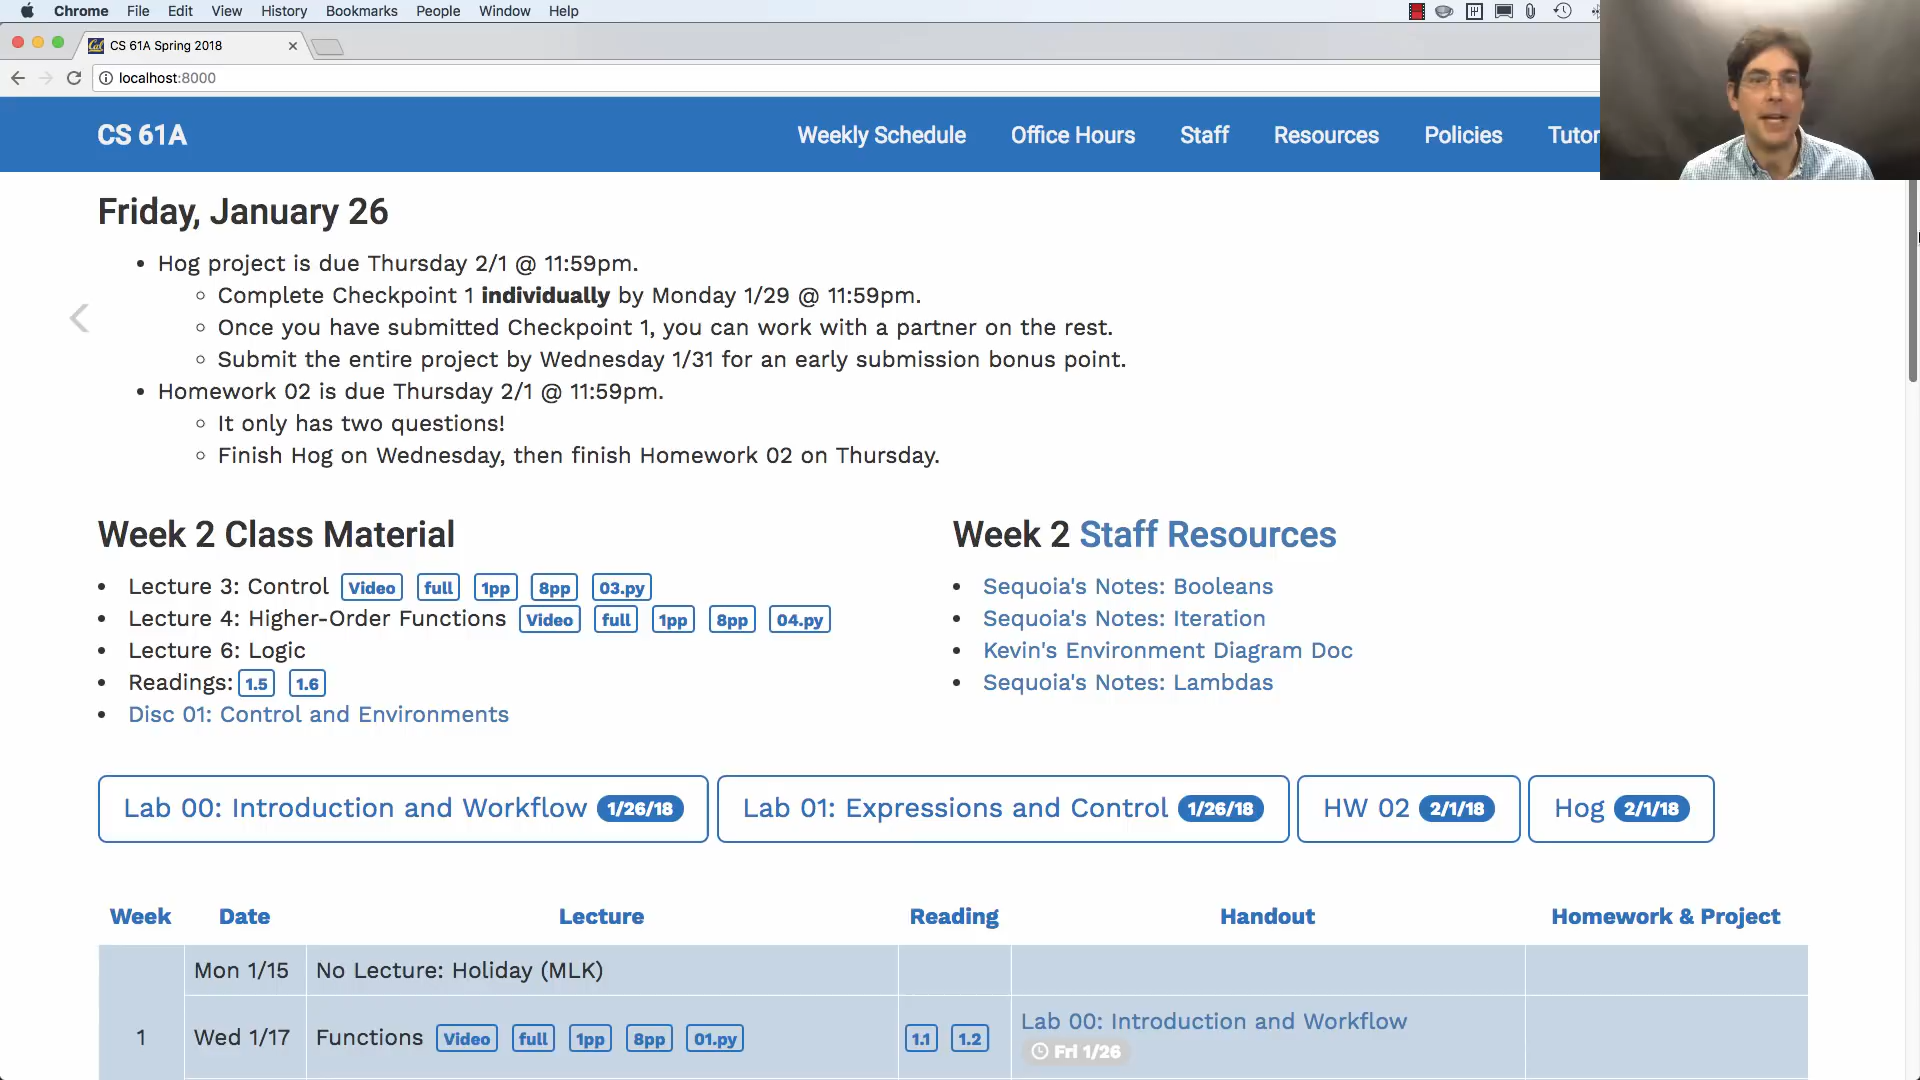 Chrome File Edit View History Bookmarks People Window Help
CS 61A Spring 2018
localhost:8000
CS 61A Weekly Schedule Office Hours Staff Resources Policies Tutor
Friday, January 26
Hog project is due Thursday 2/1 @ 11:59pm.
Complete Checkpoint 1 individually by Monday 1/29 @ 11:59pm.
Once you have submitted Checkpoint 1, you can work with a partner on the rest.
Submit the entire project by Wednesday 1/31 for an early submission bonus point.
Homework 02 is due Thursday 2/1 @ 11:59pm.
It only has two questions!
Finish Hog on Wednesday, then finish Homework 02 on Thursday.
Week 2 Class Material
Lecture 3: Control Video full 1pp 8pp 03.py
Lecture 4: Higher-Order Functions Video full 1pp 8pp 04.py
Lecture 6: Logic
Readings: 1.5 1.6
Disc 01: Control and Environments
Week 2 Staff Resources
Sequoia's Notes: Booleans
Sequoia's Notes: Iteration
Kevin's Environment Diagram Doc
Sequoia's Notes: Lambdas
Lab 00: Introduction and Workflow 1/26/18 Lab 01: Expressions and Control 1/26/18 HW 02 2/1/18 Hog 2/1/18
Week Date Lecture Reading Handout Homework & Project
Mon 1/15 No Lecture: Holiday (MLK)
1 Wed 1/17 Functions Video full 1pp 8pp 01.py 1.1 1.2 Lab 00: Introduction and Workflow
Fri 1/26